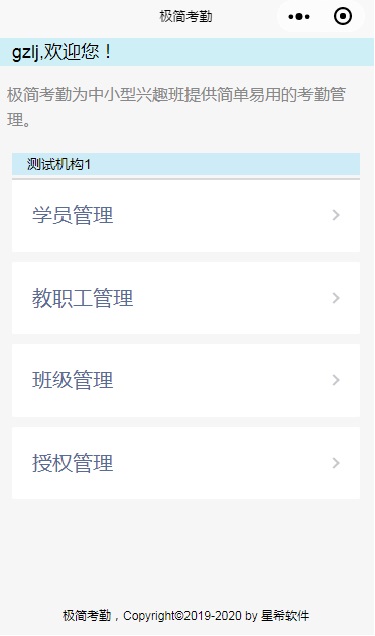 极简考勤
gzlj,欢迎您！
极简考勤为中小型兴趣班提供简单易用的考勤管
理。
测试机构1
学员管理
教职工管理
班级管理
授权管理
极简考勤，Copyright©2019-2020 by 星希软件